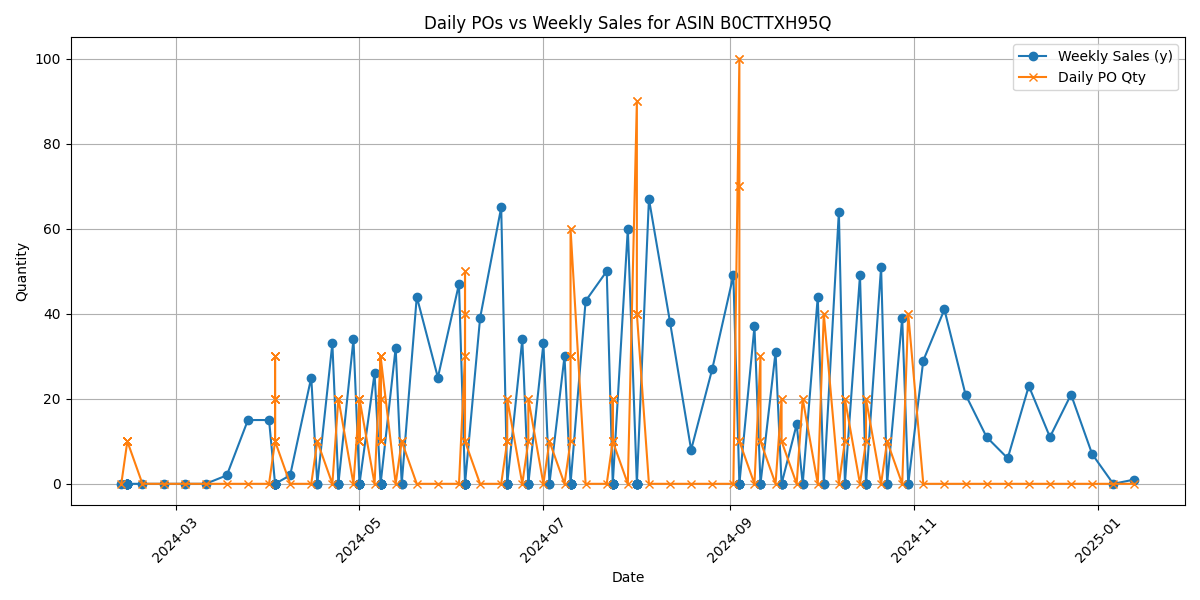 Daily POs vs Weekly Sales for ASIN B0CTTXH95Q
Weekly Sales (y)
Daily PO Qty
Quantity
100
80
60
40
20
0
2024-03
2024-05
2024-07
2024-09
2024-11
2025-01
Date